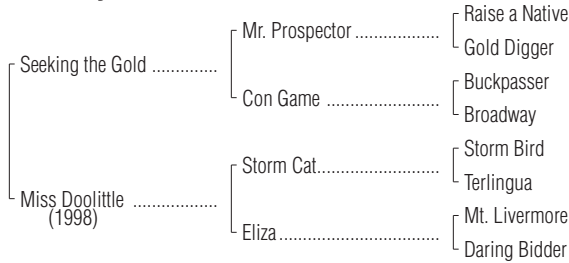 Raise a Native
Mr. Prospector ..................
Gold Digger
Seeking the Gold ..............
Buckpasser
Con Game ........................
Broadway
Storm Bird
Storm Cat..........................
Terlingua
Miss Doolittle ..................
(1998)
Mt. Livermore
Eliza..................................
Daring Bidder